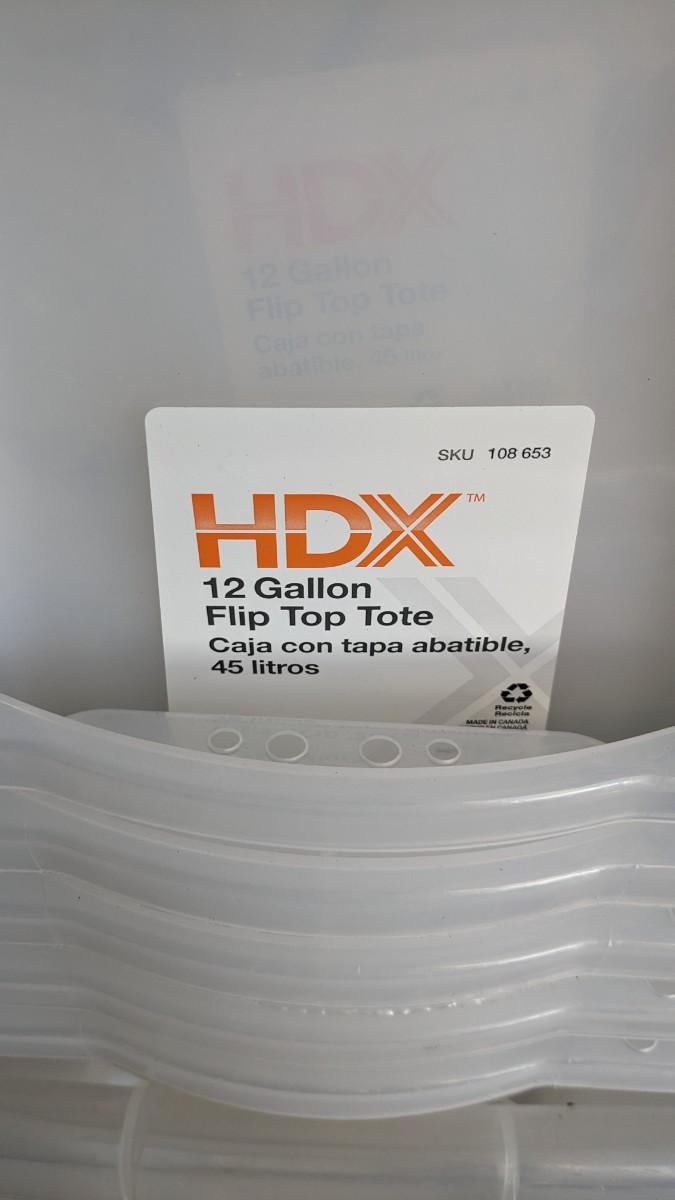 HDX
12 Gallon
Flip Top Tote
Caja con tapa
abatible, 45 litros
SKU 108 653
HDX™
12 Gallon
Flip Top Tote
Caja con tapa abatible,
45 litros
Recycle
Recicla
MADE IN CANADA